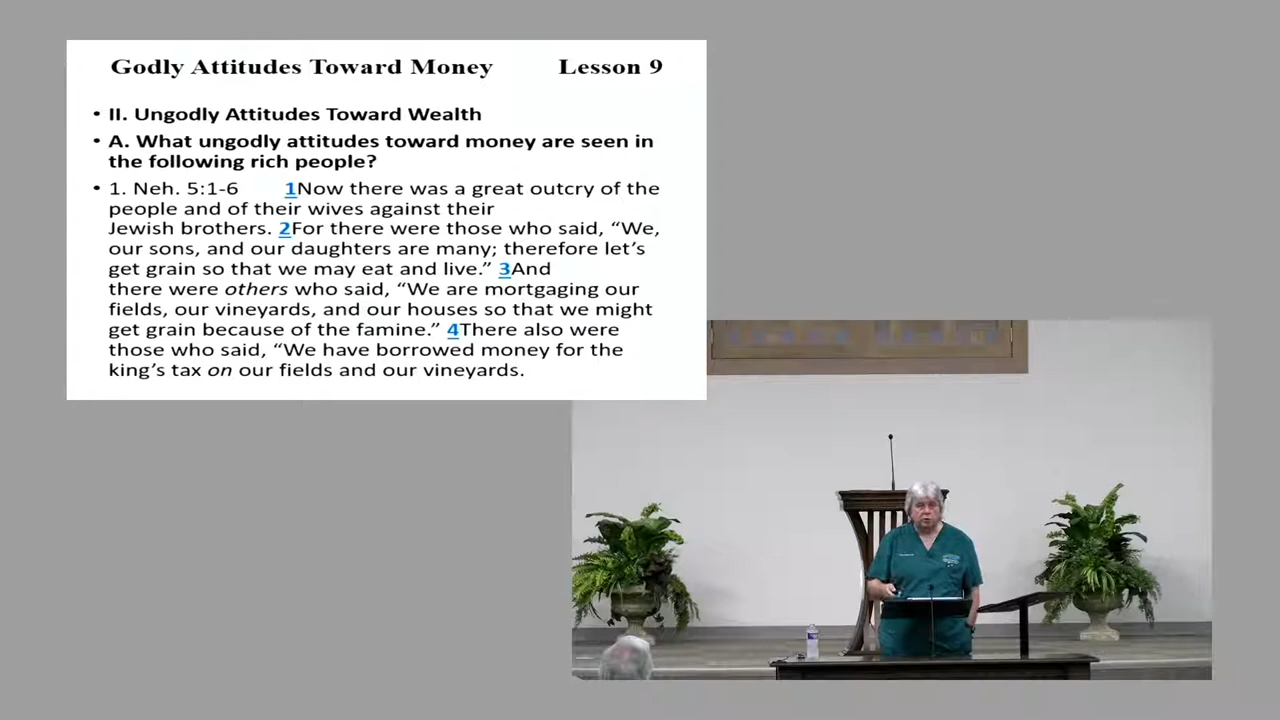 Godly Attitudes Toward Money Lesson 9
• II. Ungodly Attitudes Toward Wealth
• A. What ungodly attitudes toward money are seen in
the following rich people?
• 1. Neh. 5:1-6 1Now there was a great outcry of the
people and of their wives against their
Jewish brothers. 2For there were those who said, “We,
our sons, and our daughters are many; therefore let’s
get grain so that we may eat and live.” 3And
there were others who said, “We are mortgaging our
fields, our vineyards, and our houses so that we might
get grain because of the famine.” 4There also were
those who said, “We have borrowed money for the
king’s tax on our fields and our vineyards.